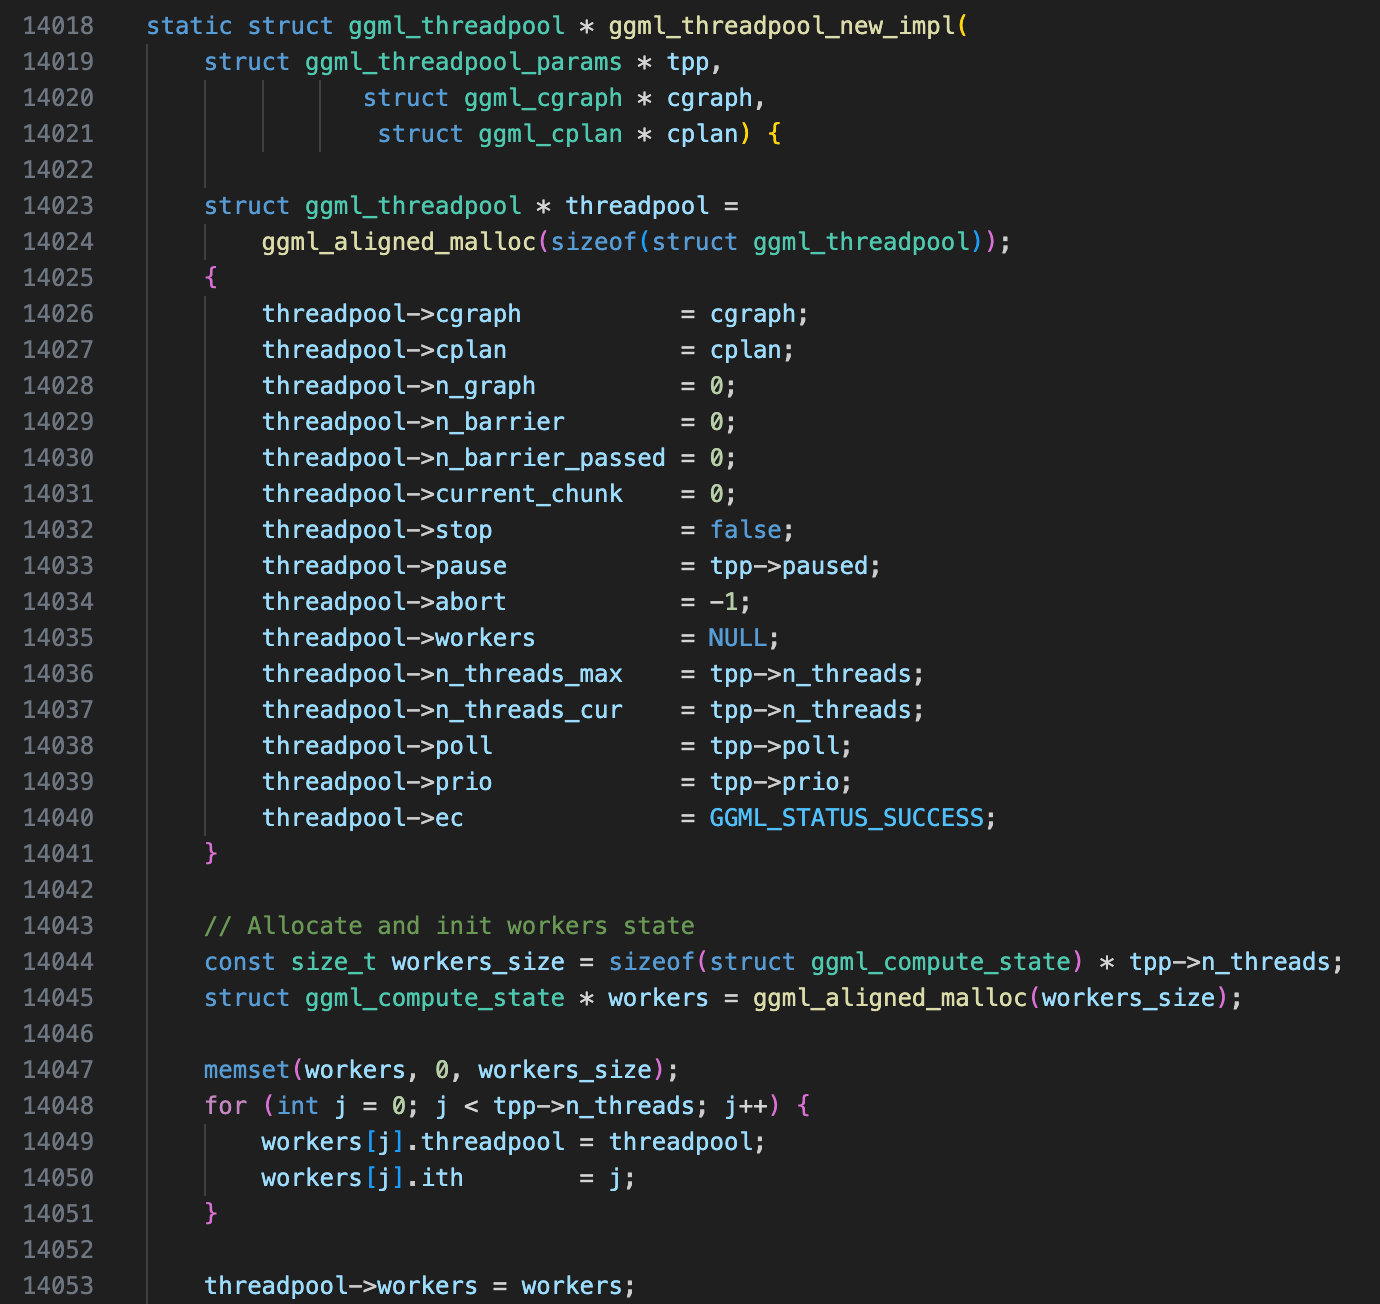 14018 static struct ggml_threadpool * ggml_threadpool_new_impl(
14019     struct ggml_threadpool_params * tpp,
14020                struct ggml_cgraph * cgraph,
14021                 struct ggml_cplan * cplan) {
14022
14023     struct ggml_threadpool * threadpool =
14024         ggml_aligned_malloc(sizeof(struct ggml_threadpool));
14025     {
14026         threadpool->cgraph           = cgraph;
14027         threadpool->cplan            = cplan;
14028         threadpool->n_graph          = 0;
14029         threadpool->n_barrier        = 0;
14030         threadpool->n_barrier_passed = 0;
14031         threadpool->current_chunk    = 0;
14032         threadpool->stop             = false;
14033         threadpool->pause            = tpp->paused;
14034         threadpool->abort            = -1;
14035         threadpool->workers          = NULL;
14036         threadpool->n_threads_max    = tpp->n_threads;
14037         threadpool->n_threads_cur    = tpp->n_threads;
14038         threadpool->poll             = tpp->poll;
14039         threadpool->prio             = tpp->prio;
14040         threadpool->ec               = GGML_STATUS_SUCCESS;
14041     }
14042
14043     // Allocate and init workers state
14044     const size_t workers_size = sizeof(struct ggml_compute_state) * tpp->n_threads;
14045     struct ggml_compute_state * workers = ggml_aligned_malloc(workers_size);
14046
14047     memset(workers, 0, workers_size);
14048     for (int j = 0; j < tpp->n_threads; j++) {
14049         workers[j].threadpool = threadpool;
14050         workers[j].ith        = j;
14051     }
14052
14053     threadpool->workers = workers;